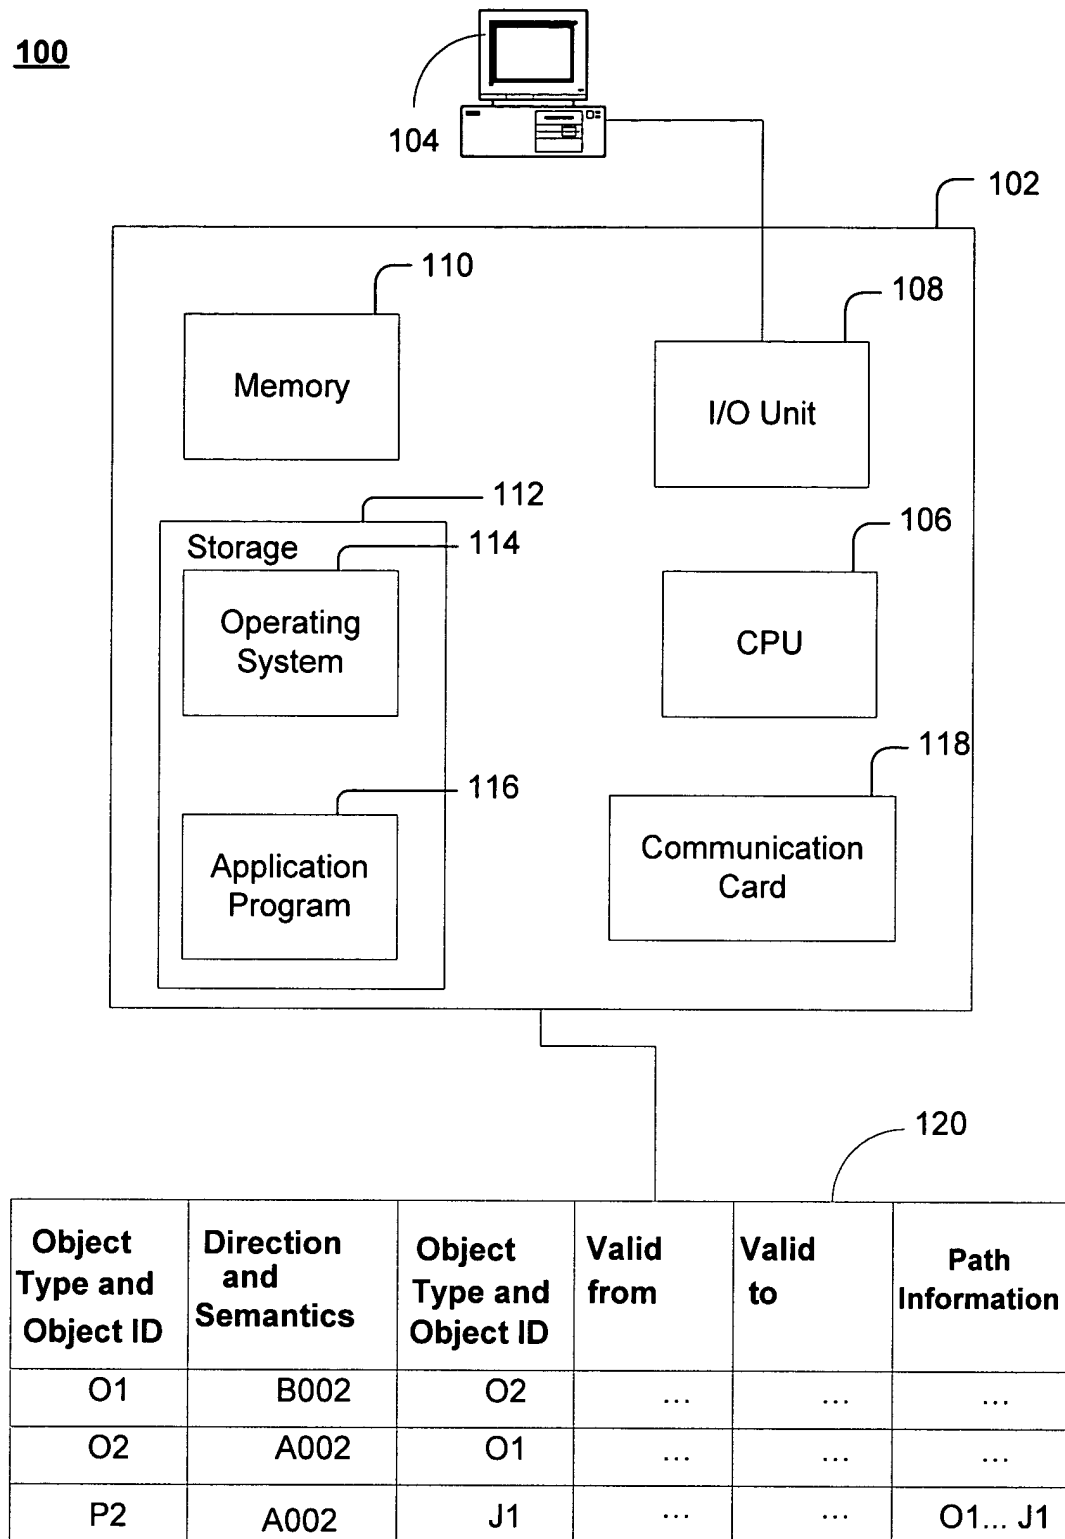 100
104
102
110
108
Memory
I/O Unit
112
106
Storage
114
Operating
System
CPU
118
116
Communication
Card
Application
Program
120
Object
Type and
Object ID
Direction
and
Semantics
Object
Type and
Object ID
Valid
from
Valid
to
Path
Information
O1 B002 O2 ... ... ...
O2 A002 O1 ... ... ...
P2 A002 J1 ... ... O1... J1